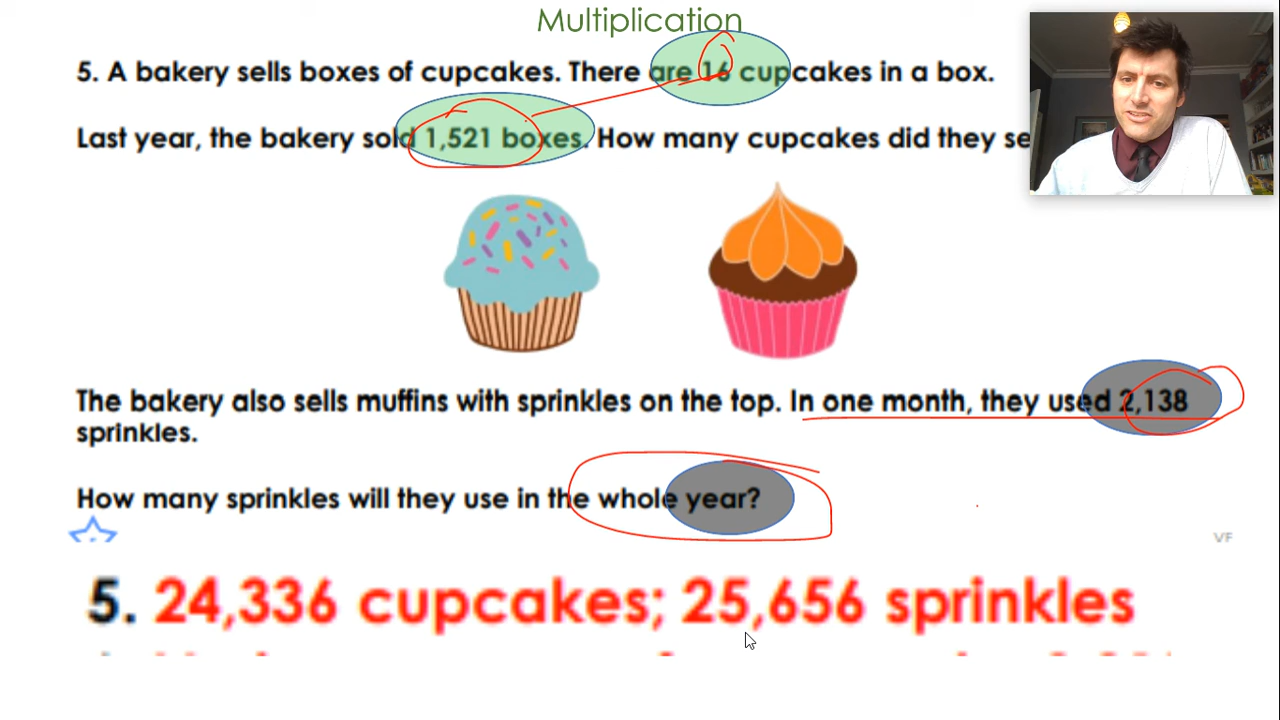 Multiplication
5. A bakery sells boxes of cupcakes. There are 16 cupcakes in a box.
Last year, the bakery sold 1,521 boxes. How many cupcakes did they se
The bakery also sells muffins with sprinkles on the top. In one month, they used 2,138
sprinkles.
How many sprinkles will they use in the whole year?
VF
5. 24,336 cupcakes; 25,656 sprinkles